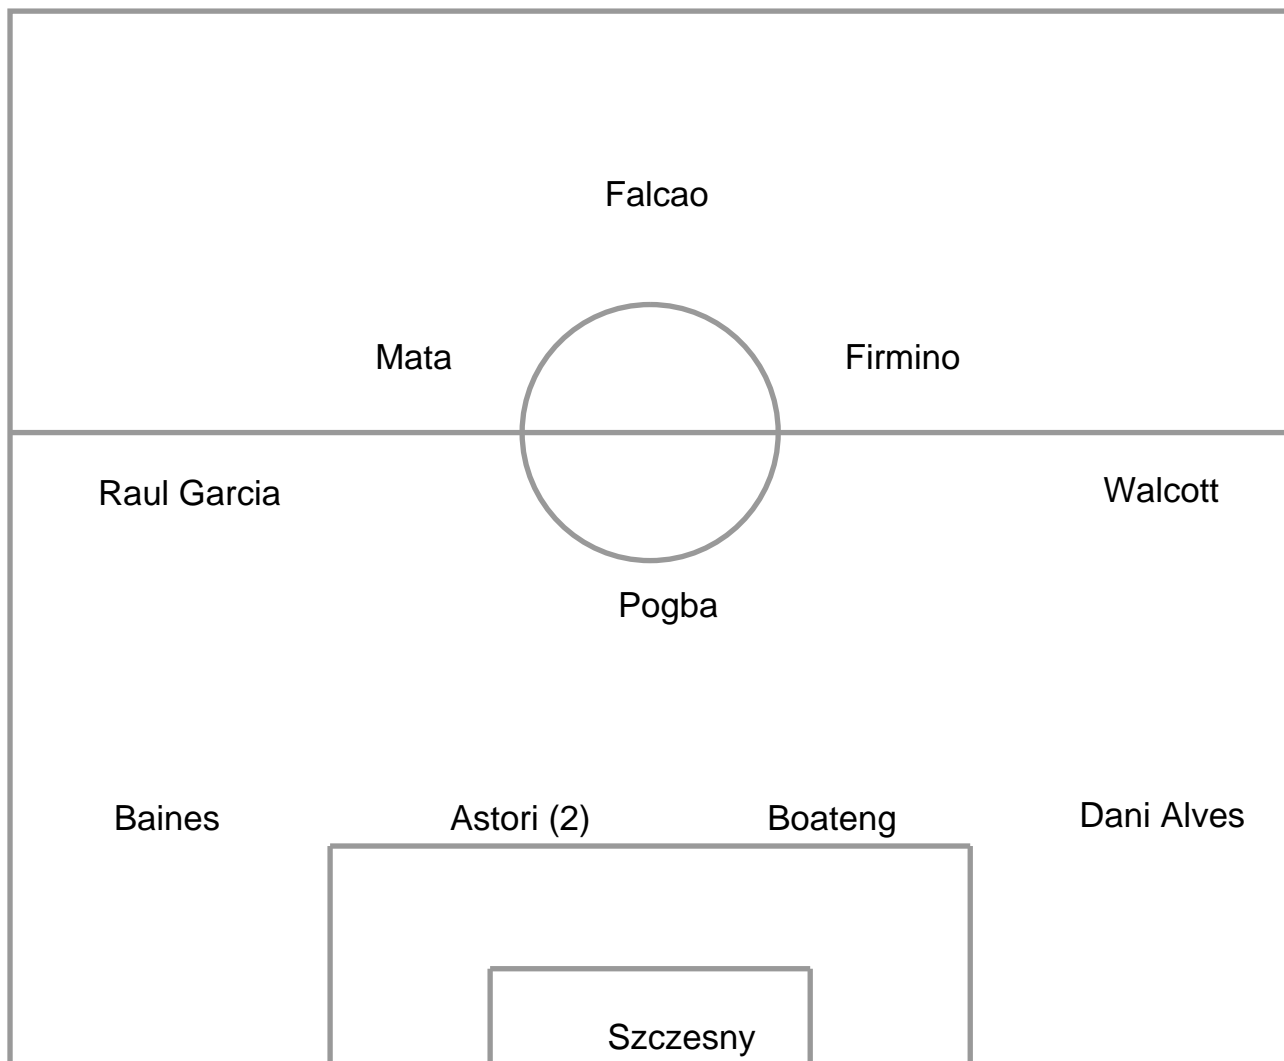 Falcao
Mata
Firmino
Raul Garcia
Walcott
Pogba
Baines
Astori (2)
Boateng
Dani Alves
Szczesny